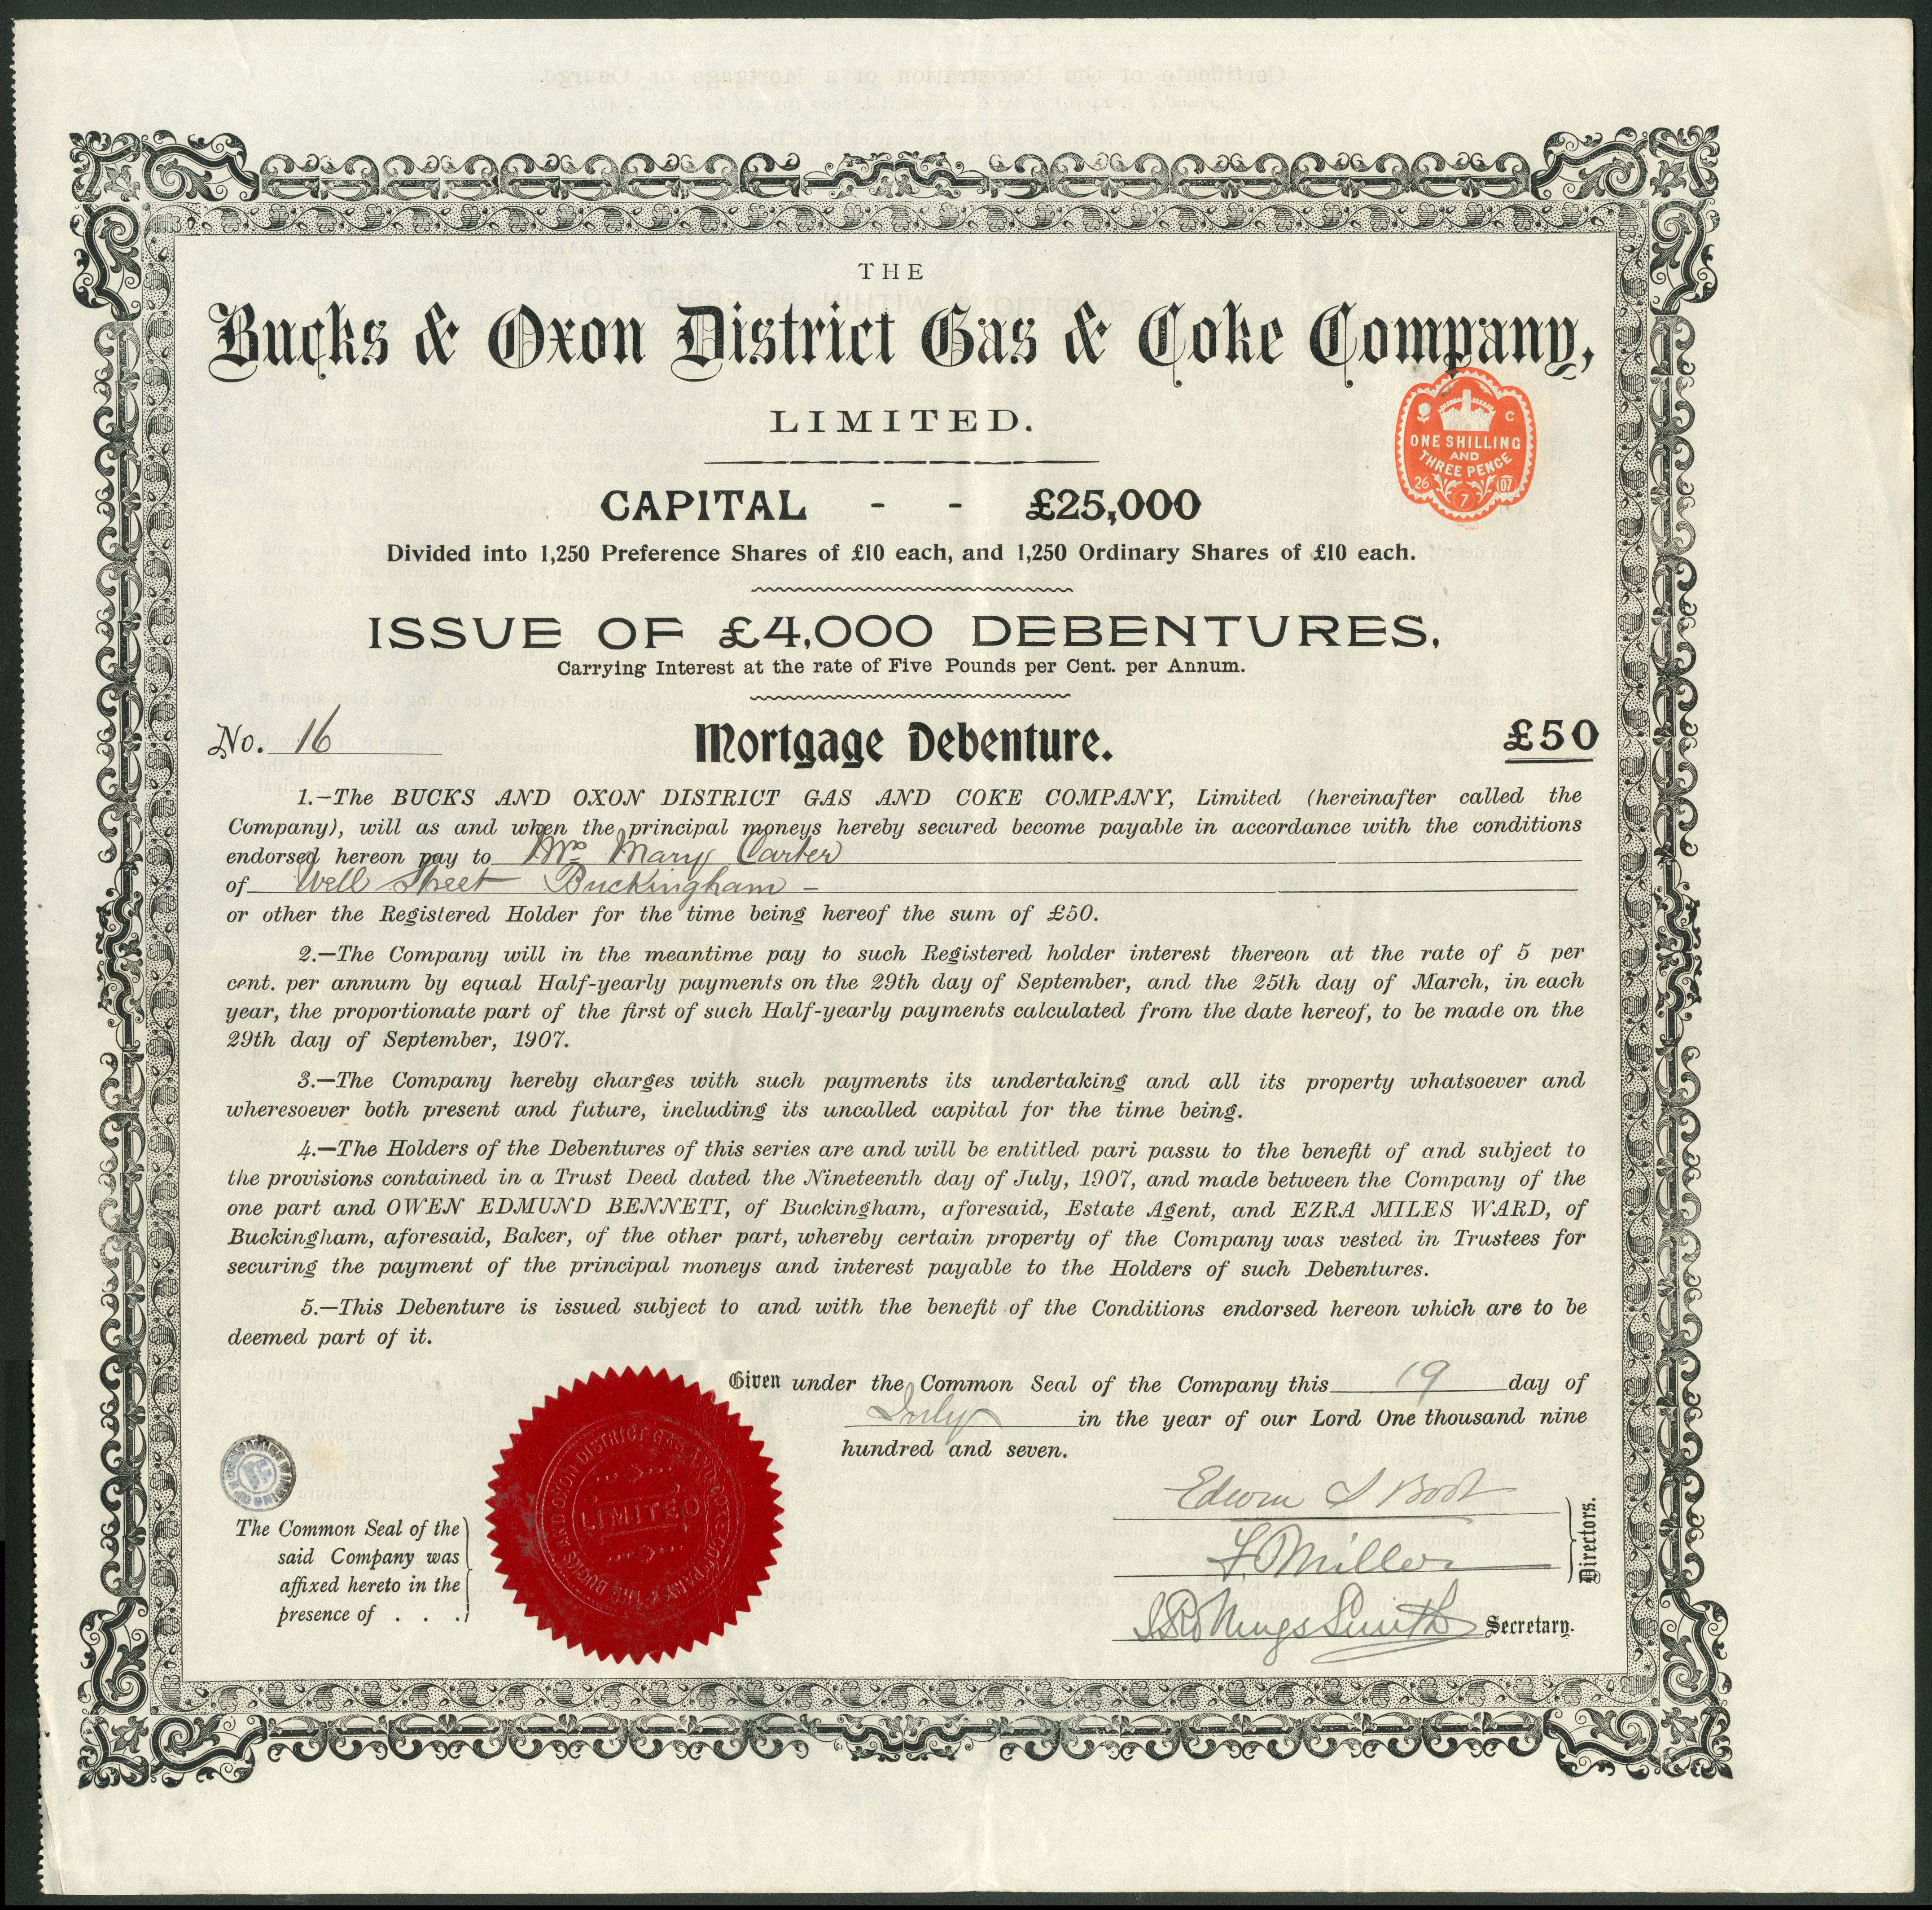 THE
Bucks & Oxon District Gas & Coke Company,
LIMITED.
ONE SHILLING
AND
THREE PENCE
C
26 7 07
CAPITAL - - £25,000
Divided into 1,250 Preference Shares of £10 each, and 1,250 Ordinary Shares of £10 each.
ISSUE OF £4,000 DEBENTURES,
Carrying Interest at the rate of Five Pounds per Cent. per Annum.
No. 16 Mortgage Debenture. £50
1.—The BUCKS AND OXON DISTRICT GAS AND COKE COMPANY, Limited (hereinafter called the
Company), will as and when the principal moneys hereby secured become payable in accordance with the conditions
endorsed hereon pay to Mrs Mary Carter
of Well Street Buckingham -
or other the Registered Holder for the time being hereof the sum of £50.
2.—The Company will in the meantime pay to such Registered holder interest thereon at the rate of 5 per
cent. per annum by equal Half-yearly payments on the 29th day of September, and the 25th day of March, in each
year, the proportionate part of the first of such Half-yearly payments calculated from the date hereof, to be made on the
29th day of September, 1907.
3.—The Company hereby charges with such payments its undertaking and all its property whatsoever and
wheresoever both present and future, including its uncalled capital for the time being.
4.—The Holders of the Debentures of this series are and will be entitled pari passu to the benefit of and subject to
the provisions contained in a Trust Deed dated the Nineteenth day of July, 1907, and made between the Company of the
one part and OWEN EDMUND BENNETT, of Buckingham, aforesaid, Estate Agent, and EZRA MILES WARD, of
Buckingham, aforesaid, Baker, of the other part, whereby certain property of the Company was vested in Trustees for
securing the payment of the principal moneys and interest payable to the Holders of such Debentures.
5.—This Debenture is issued subject to and with the benefit of the Conditions endorsed hereon which are to be
deemed part of it.
Given under the Common Seal of the Company this 19 day of
July in the year of our Lord One thousand nine
hundred and seven.
THE BUCKS AND OXON DISTRICT GAS AND COKE COMPANY
LIMITED
The Common Seal of the
said Company was
affixed hereto in the
presence of . . .
Edwin
F. Miller
Directors.
Smith Secretary.